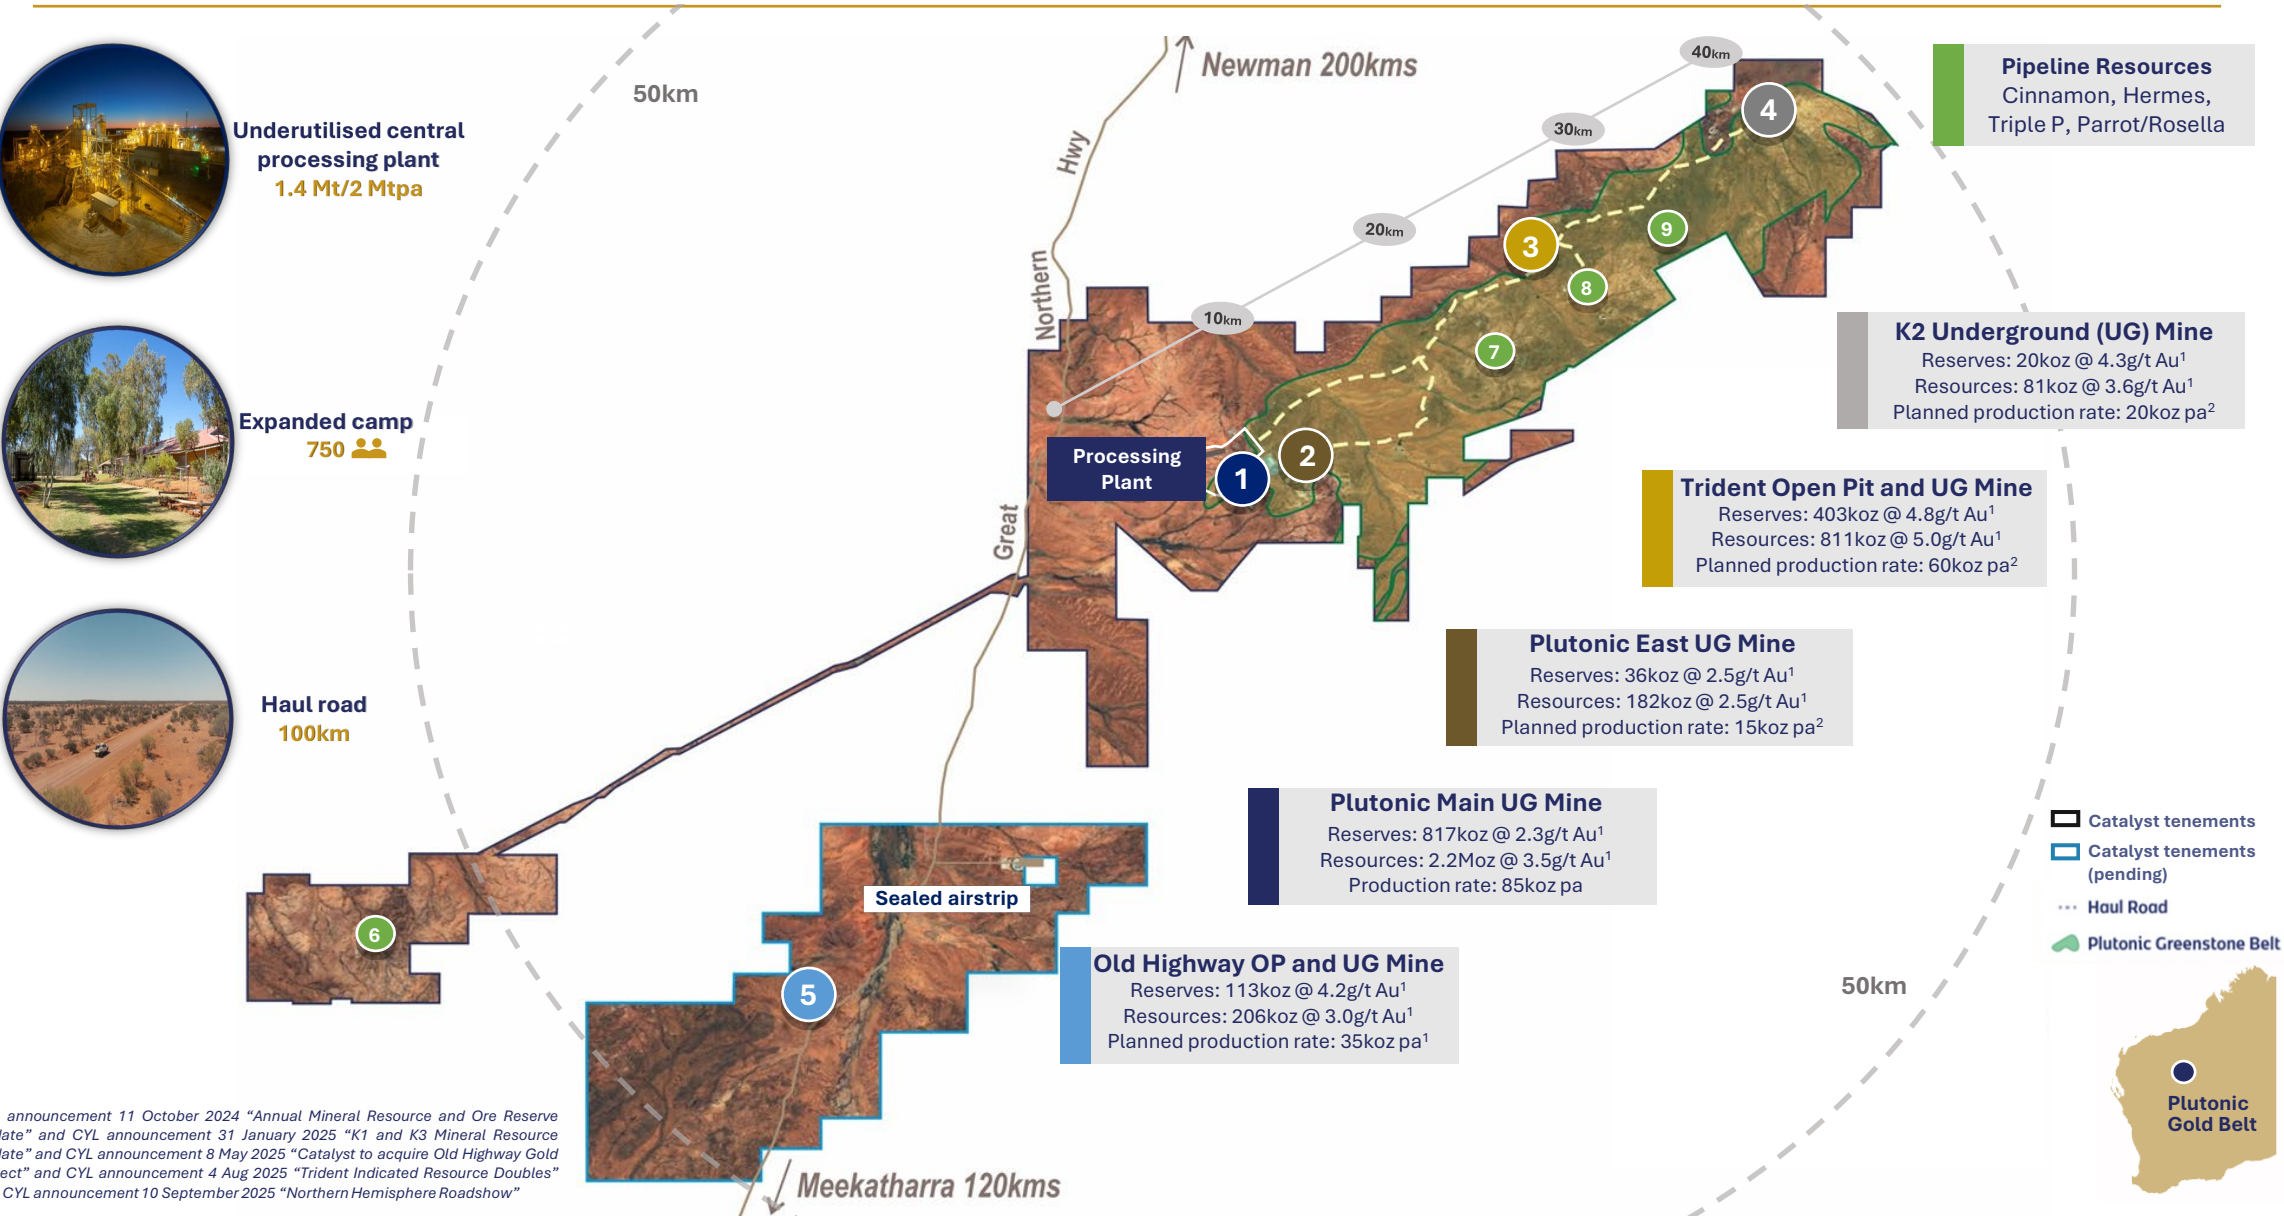 Newman 200kms
50km
40km
30km
20km
10km
Hwy
Northern
Great
Underutilised central
processing plant
1.4 Mt/2 Mtpa
Expanded camp
750
Haul road
100km
Pipeline Resources
Cinnamon, Hermes,
Triple P, Parrot/Rosella
4
9
3
8
7
Processing
Plant
1
2
K2 Underground (UG) Mine
Reserves: 20koz @ 4.3g/t Au¹
Resources: 81koz @ 3.6g/t Au¹
Planned production rate: 20koz pa²
Trident Open Pit and UG Mine
Reserves: 403koz @ 4.8g/t Au¹
Resources: 811koz @ 5.0g/t Au¹
Planned production rate: 60koz pa²
Plutonic East UG Mine
Reserves: 36koz @ 2.5g/t Au¹
Resources: 182koz @ 2.5g/t Au¹
Planned production rate: 15koz pa²
Plutonic Main UG Mine
Reserves: 817koz @ 2.3g/t Au¹
Resources: 2.2Moz @ 3.5g/t Au¹
Production rate: 85koz pa
Sealed airstrip
6
5
Old Highway OP and UG Mine
Reserves: 113koz @ 4.2g/t Au¹
Resources: 206koz @ 3.0g/t Au¹
Planned production rate: 35koz pa¹
Catalyst tenements
Catalyst tenements
(pending)
Haul Road
Plutonic Greenstone Belt
50km
Plutonic
Gold Belt
Meekatharra 120kms
announcement 11 October 2024 “Annual Mineral Resource and Ore Reserve
” and CYL announcement 31 January 2025 “K1 and K3 Mineral Resource
” and CYL announcement 8 May 2025 “Catalyst to acquire Old Highway Gold
” and CYL announcement 4 Aug 2025 “Trident Indicated Resource Doubles”
CYL announcement 10 September 2025 “Northern Hemisphere Roadshow”